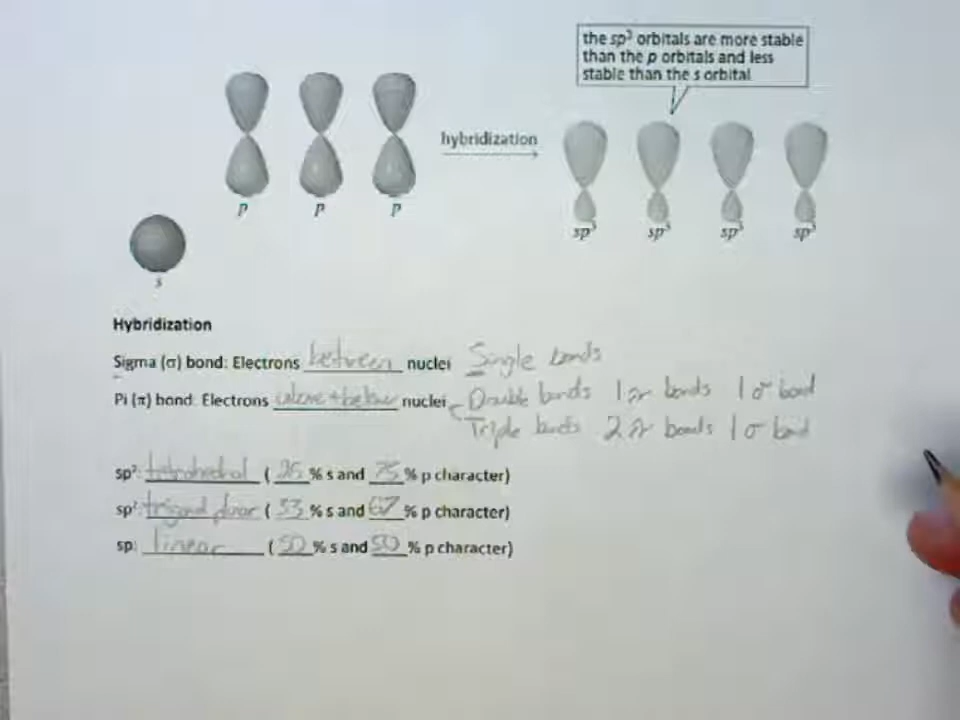 the sp³ orbitals are more stable
than the p orbitals and less
stable than the s orbital
hybridization
p p p
sp³ sp³ sp³ sp³
s
Hybridization
Sigma (σ) bond: Electrons between nuclei Single bonds
Pi (π) bond: Electrons above + below nuclei Double bonds 1 π bonds 1 σ bond
Triple bonds 2 π bonds 1 σ bond
sp³: tetrahedral ( 25 % s and 75 % p character)
sp²: trigonal planar ( 33 % s and 67 % p character)
sp: linear ( 50 % s and 50 % p character)